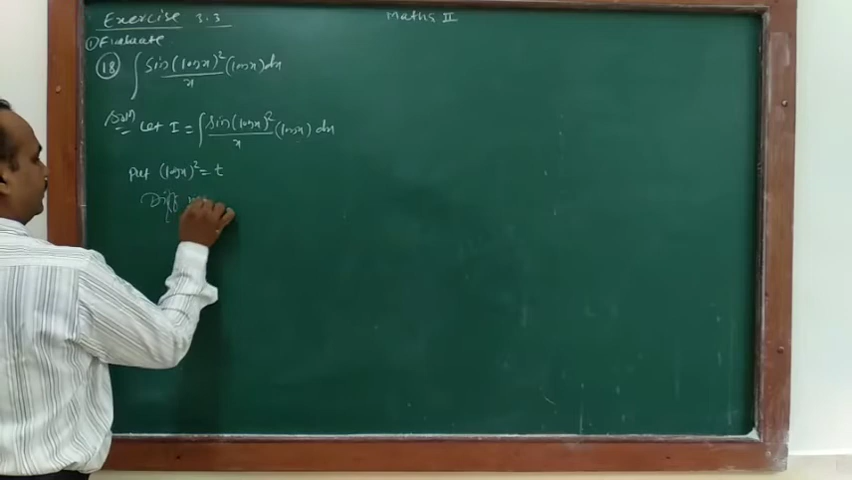 Exercise 3.3
Maths II
① Evaluate
⑱ ∫ Sin(logx)²/x (logx)dx
Solⁿ Let I = ∫ Sin(logx)²/x (logx) dx
Put (logx)² = t
Diff